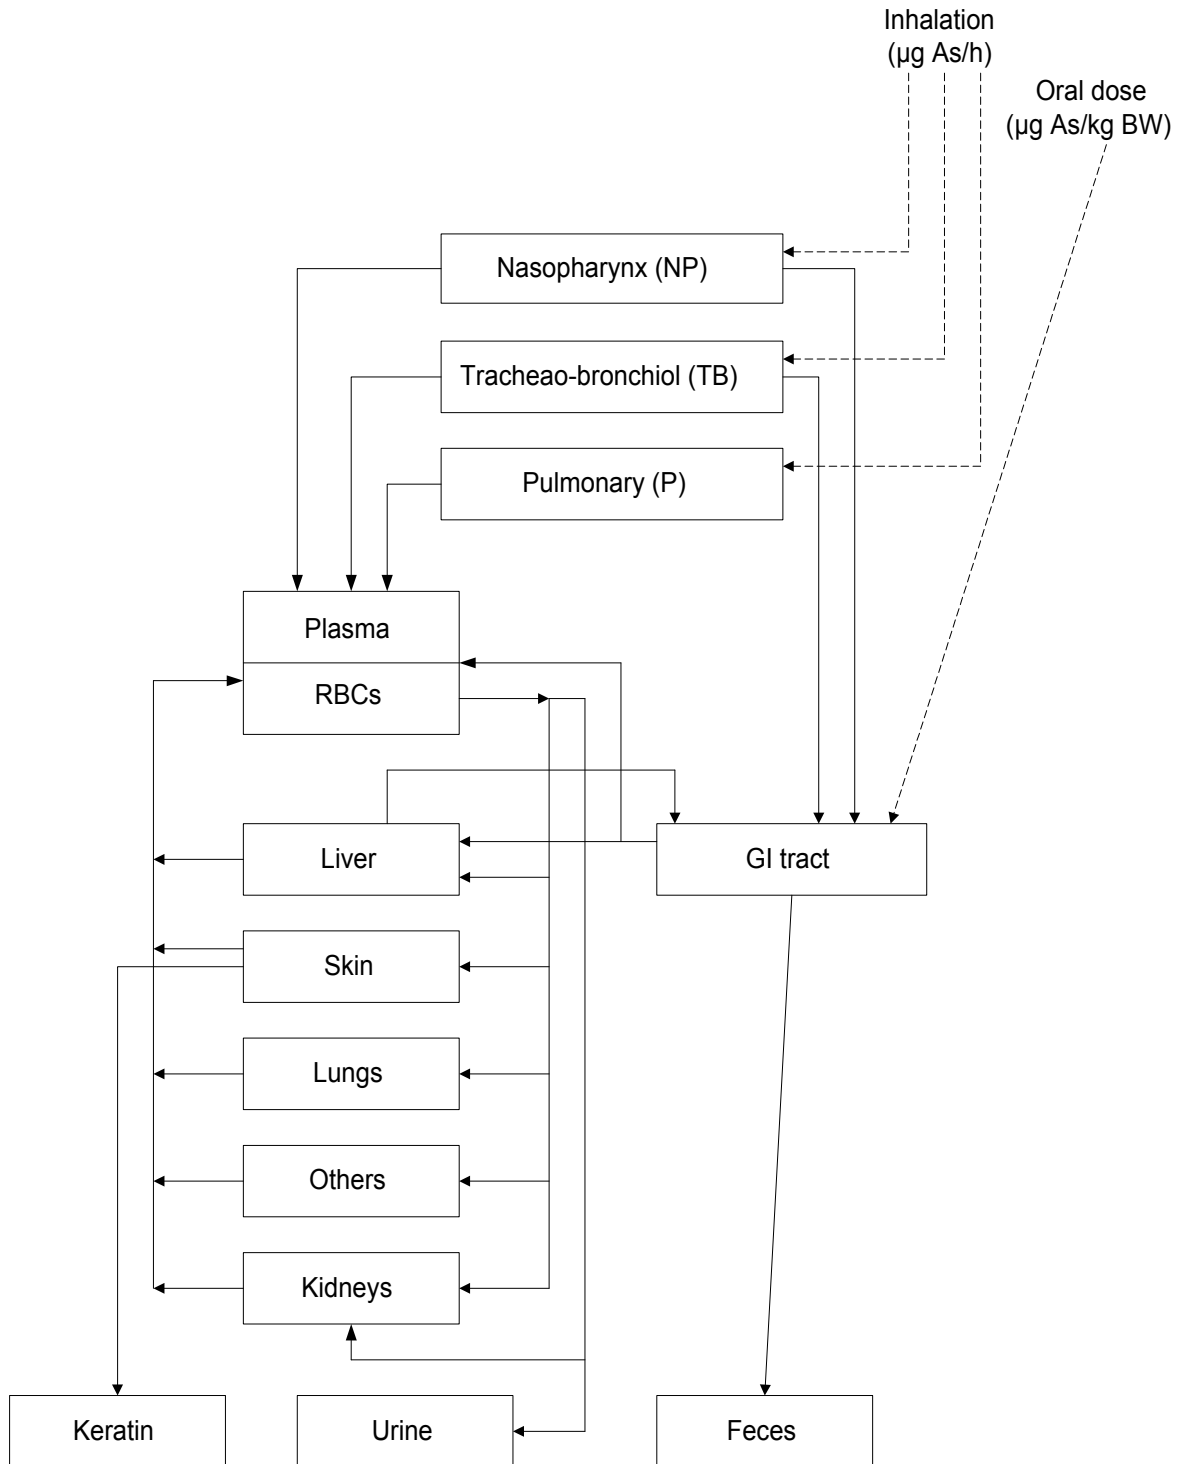 Inhalation
(µg As/h)
Oral dose
(µg As/kg BW)
Nasopharynx (NP)
Tracheao-bronchiol (TB)
Pulmonary (P)
Plasma
RBCs
Liver
GI tract
Skin
Lungs
Others
Kidneys
Keratin
Urine
Feces